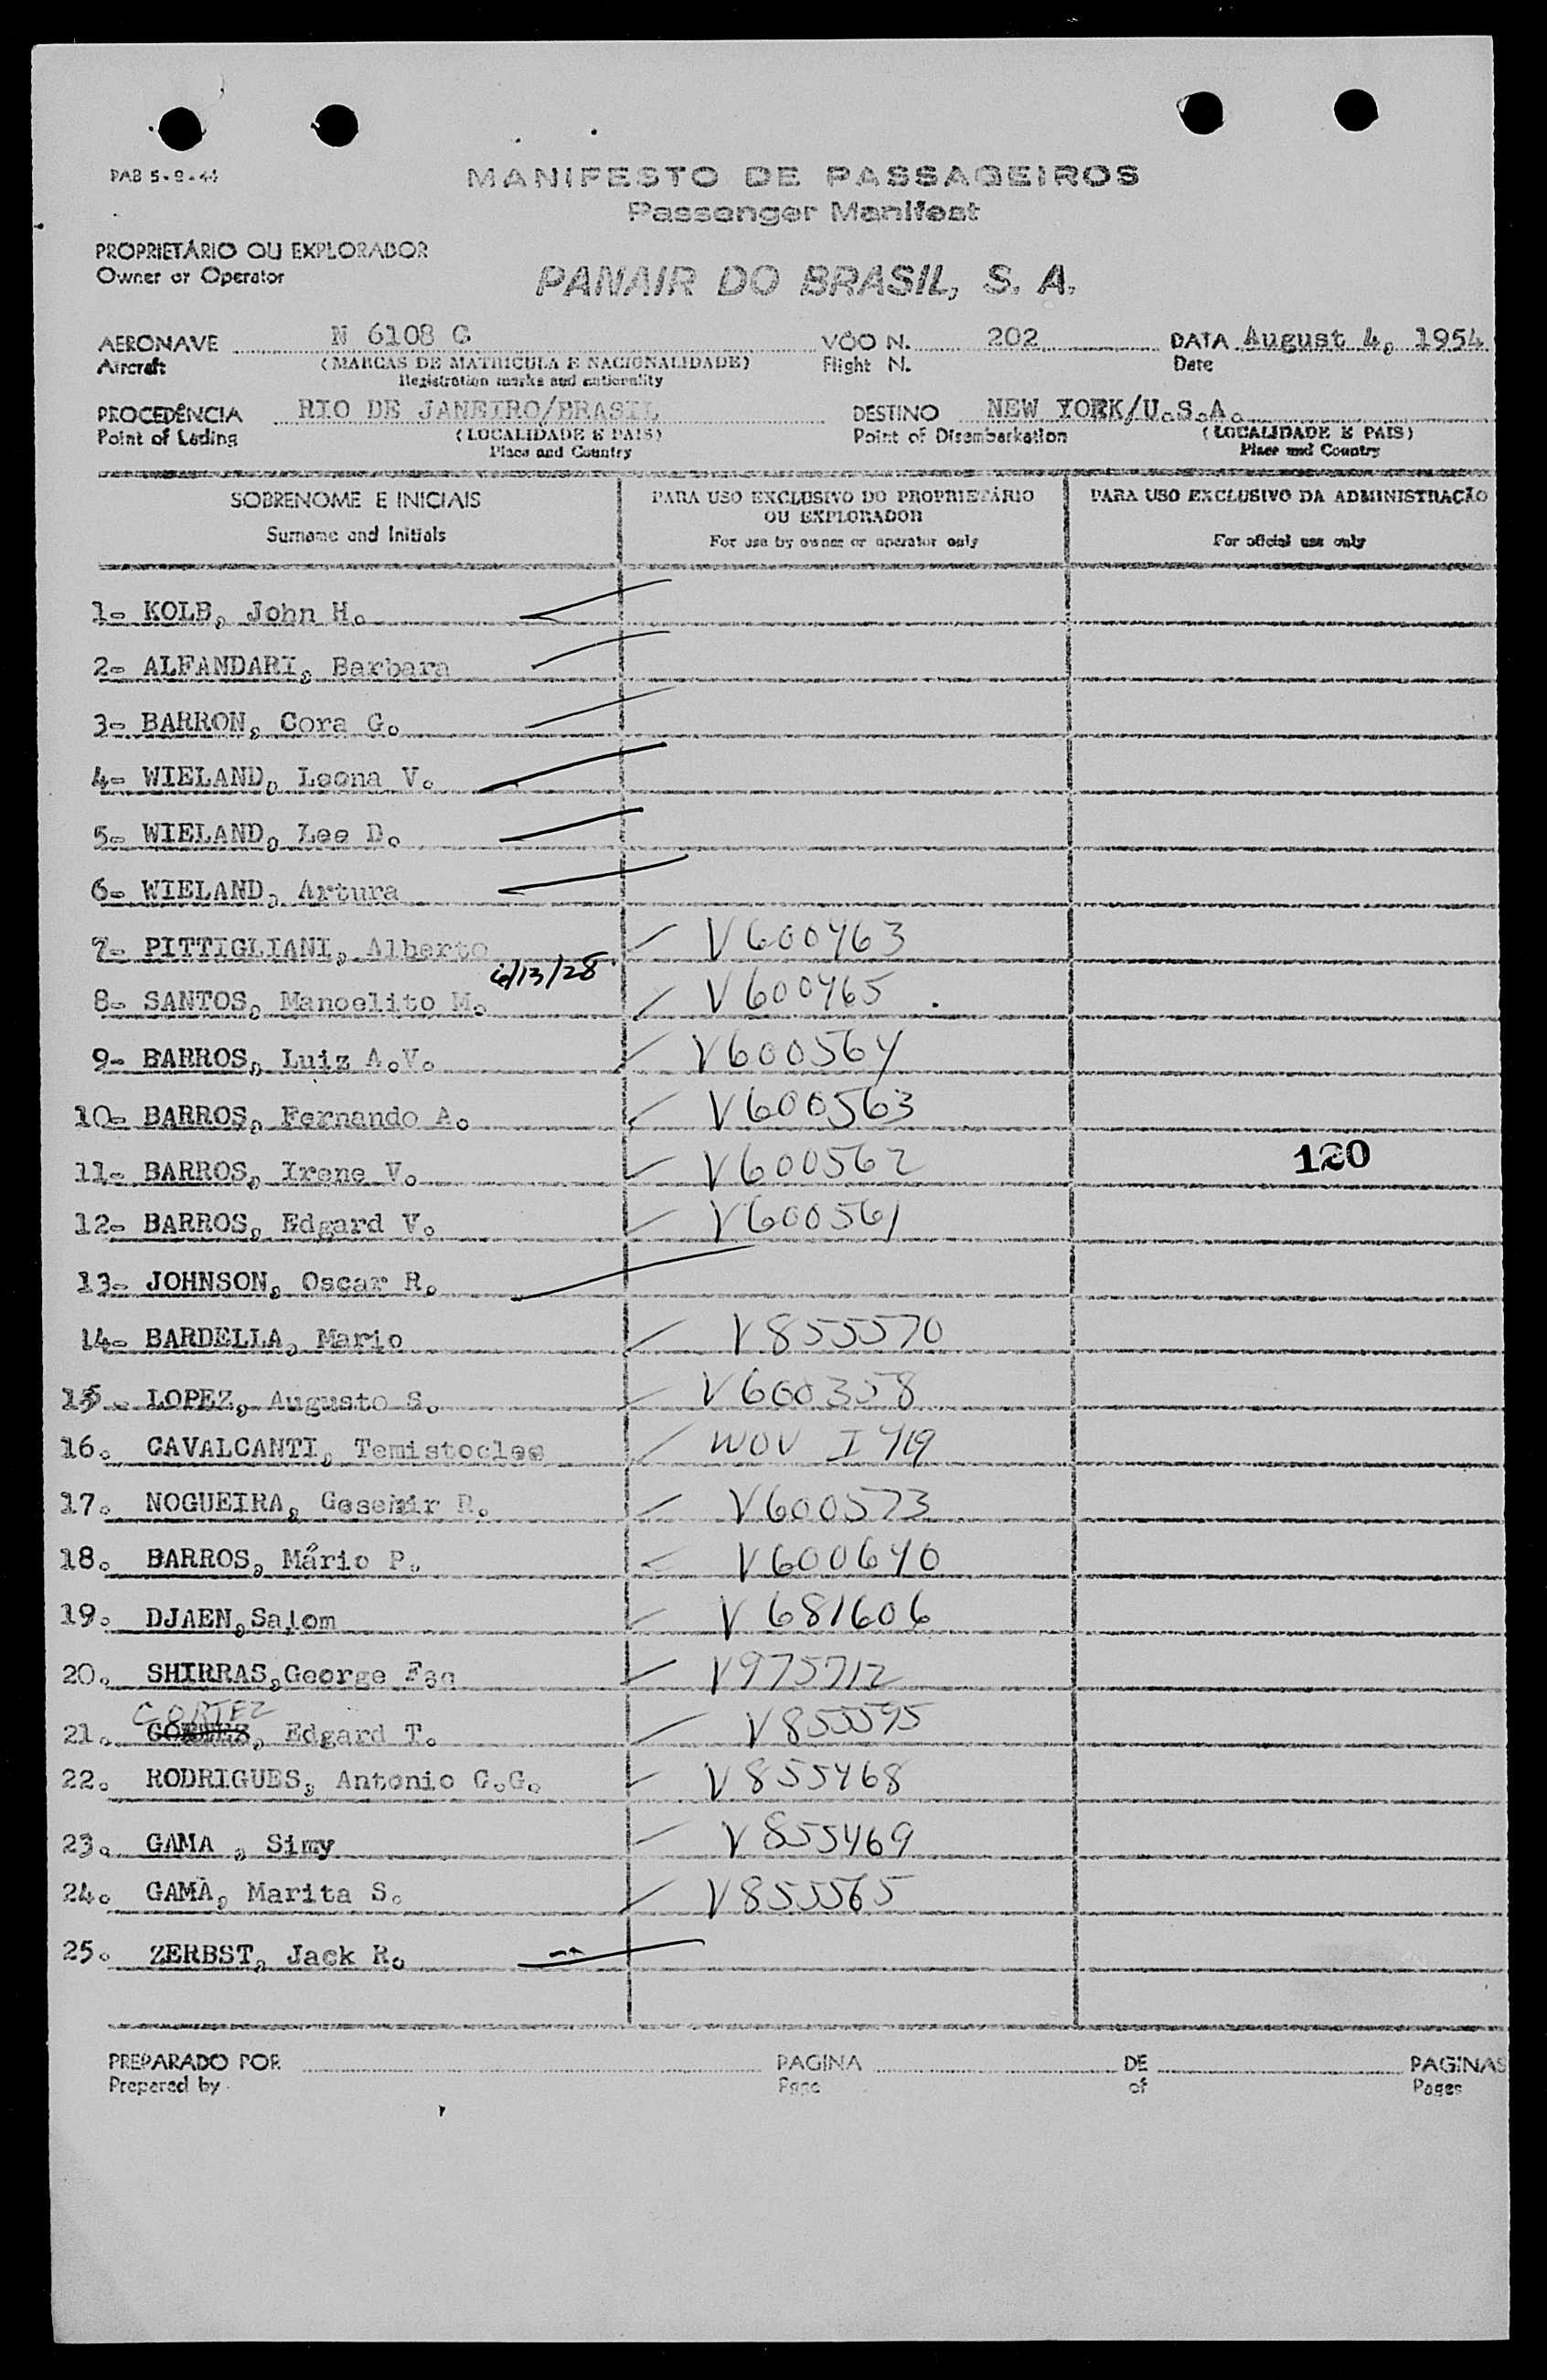 PAB 5-9-44
MANIFESTO DE PASSAGEIROS
Passenger Manifest
PROPRIETÁRIO OU EXPLORADOR
Owner or Operator
PANAIR DO BRASIL, S. A.
AERONAVE N 6108 C VÔO N. 202 DATA August 4, 1954
Aircraft (MARCAS DE MATRICULA E NACIONALIDADE) Flight N. Date
Registration marks and nationality
PROCEDÊNCIA RIO DE JANEIRO/BRASIL DESTINO NEW YORK/U.S.A.
Point of Lading (LOCALIDADE E PAIS) Point of Disembarkation (LOCALIDADE E PAIS)
Place and Country Place and Country
SOBRENOME E INICIAIS PARA USO EXCLUSIVO DO PROPRIETÁRIO PARA USO EXCLUSIVO DA ADMINISTRAÇÃO
OU EXPLORADOR
Surname and Initials For use by owner or operator only For oficial use only
1- KOLB, John H.
2- ALFANDARI, Barbara
3- BARRON, Cora G.
4- WIELAND, Leona V.
5- WIELAND, Lee D.
6- WIELAND, Artura
7- PITTIGLIANI, Alberto V600463
6/13/28
8- SANTOS, Manoelito M. V600465
9- BARROS, Luiz A.V. V600564
10- BARROS, Fernando A. V600563
11- BARROS, Irene V. V600562 120
12- BARROS, Edgard V. V600561
13- JOHNSON, Oscar R.
14- BARDELLA, Mario V855570
15- LOPEZ, Augusto S. V600358
16. CAVALCANTI, Temistocles WOV I 419
17. NOGUEIRA, R. V600573
18. BARROS, Mário P. V600640
19. DJAEN, Salom V 681606
20. SHIRRAS, George V975712
CORTEZ
21. Edgard T. V855595
22. RODRIGUES, Antonio C.G. V855468
23. GAMA , Simy V855469
24. GAMA, Marita S. V855565
25. ZERBST, Jack R.
PREPARADO POR PAGINA DE PAGINAS
Prepared by Page of Pages